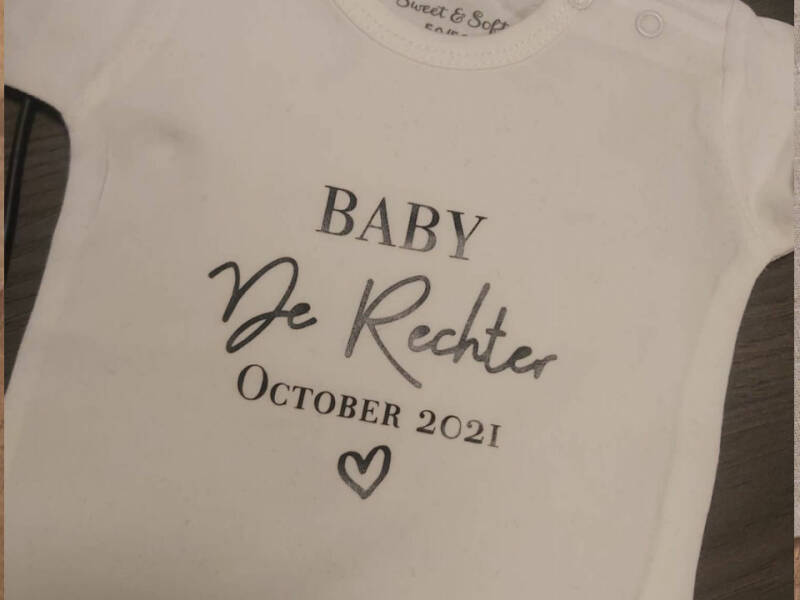 Sweet & Soft
BABY
De Rechter
OCTOBER 2021